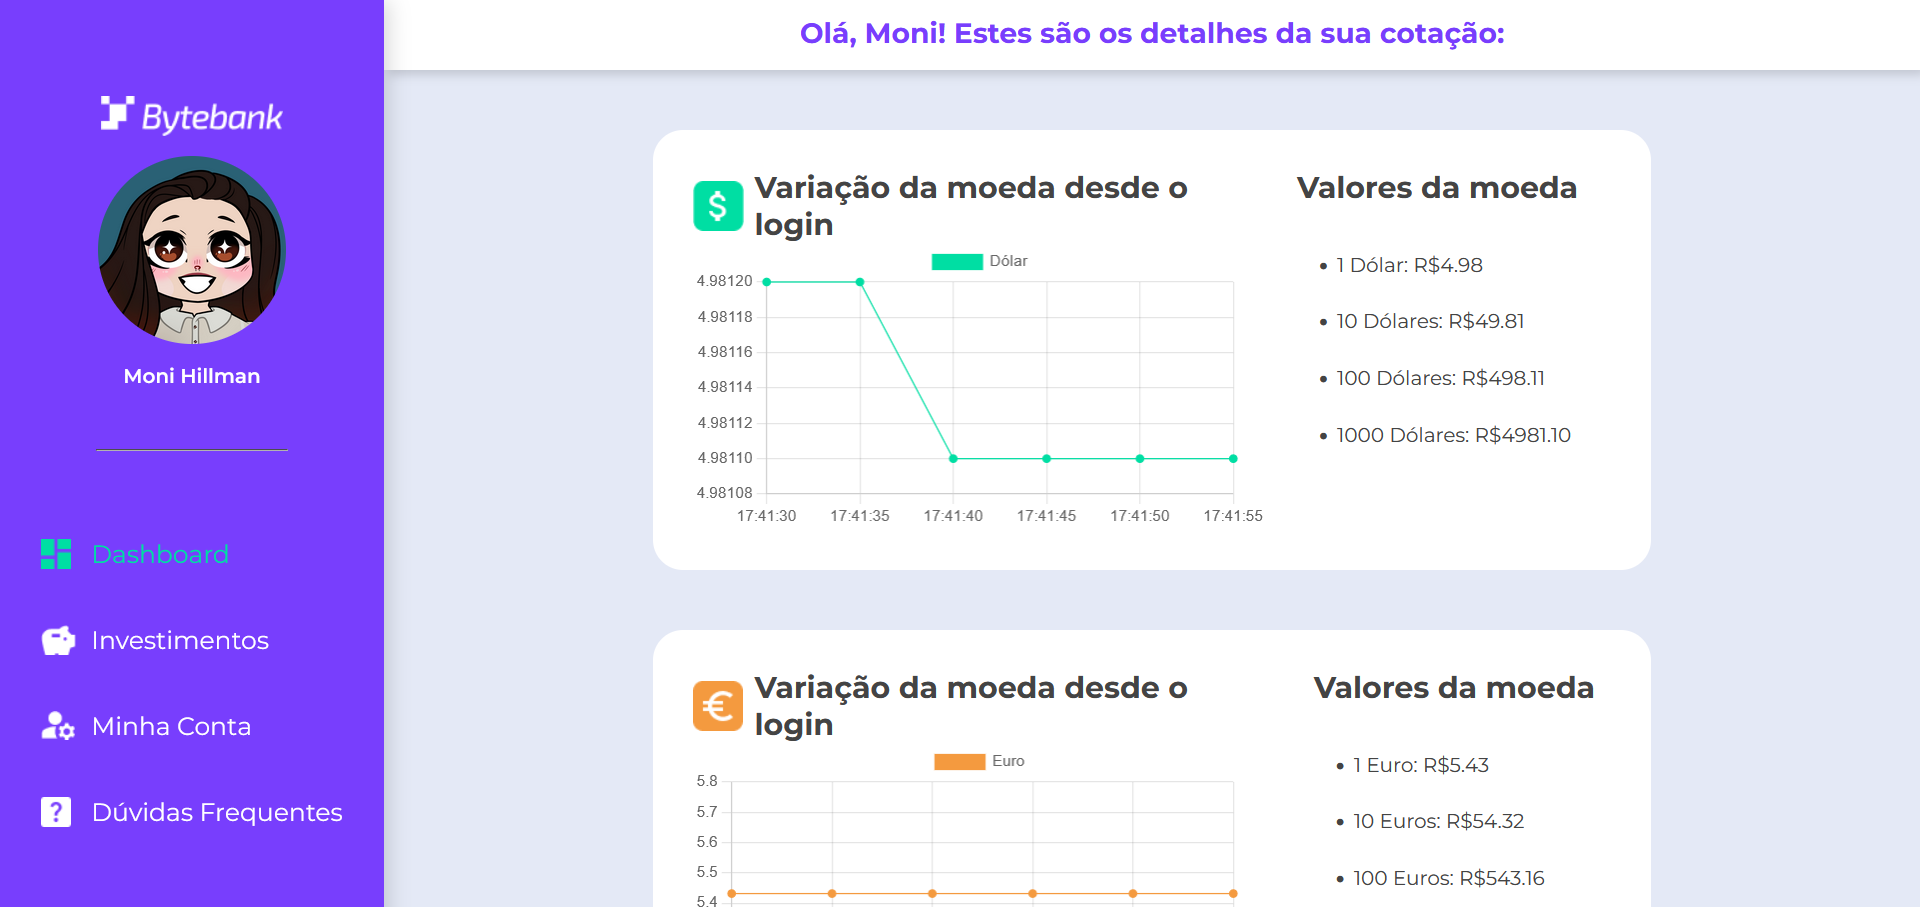 Olá, Moni! Estes são os detalhes da sua cotação:
Bytebank
Moni Hillman
Dashboard
Investimentos
Minha Conta
Dúvidas Frequentes
$
Variação da moeda desde o
login
Dólar
4.98120
4.98118
4.98116
4.98114
4.98112
4.98110
4.98108
17:41:30 17:41:35 17:41:40 17:41:45 17:41:50 17:41:55
Valores da moeda
• 1 Dólar: R$4.98
• 10 Dólares: R$49.81
• 100 Dólares: R$498.11
• 1000 Dólares: R$4981.10
€
Variação da moeda desde o
login
Euro
5.8
5.7
5.6
5.5
5.4
Valores da moeda
• 1 Euro: R$5.43
• 10 Euros: R$54.32
• 100 Euros: R$543.16